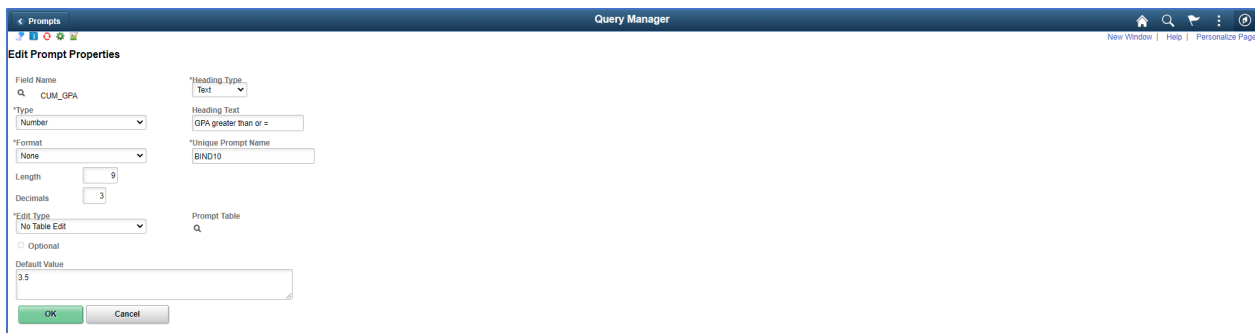 Prompts
Query Manager
New Window | Help | Personalize Page
Edit Prompt Properties
Field Name
*Heading Type
CUM_GPA
Text
*Type
Heading Text
Number
GPA greater than or =
*Format
*Unique Prompt Name
None
BIND10
Length
9
Decimals
3
*Edit Type
Prompt Table
No Table Edit
Optional
Default Value
3.5
OK
Cancel